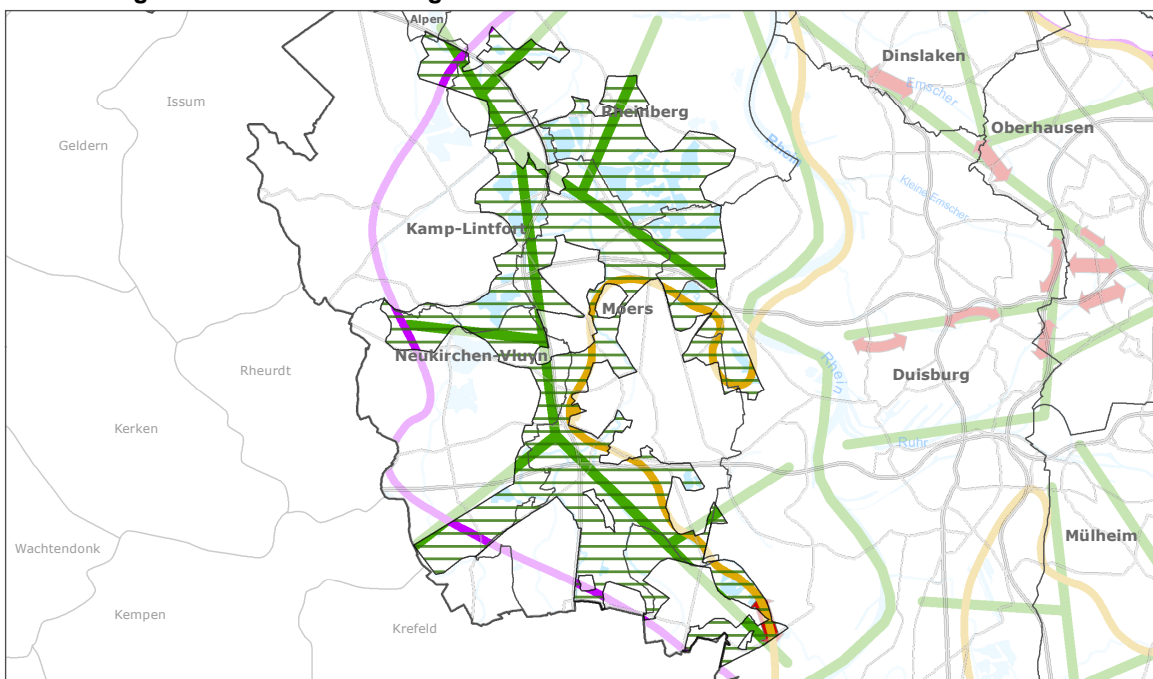 Alpen
Dinslaken
Emscher
Issum
Rheinberg
Oberhausen
Geldern
Rhein
Kleine Emscher
Kamp-Lintfort
Moers
Neukirchen-Vluyn
Rheurdt
Rhein
Duisburg
Kerken
Ruhr
Mülheim
Wachtendonk
Kempen
Krefeld